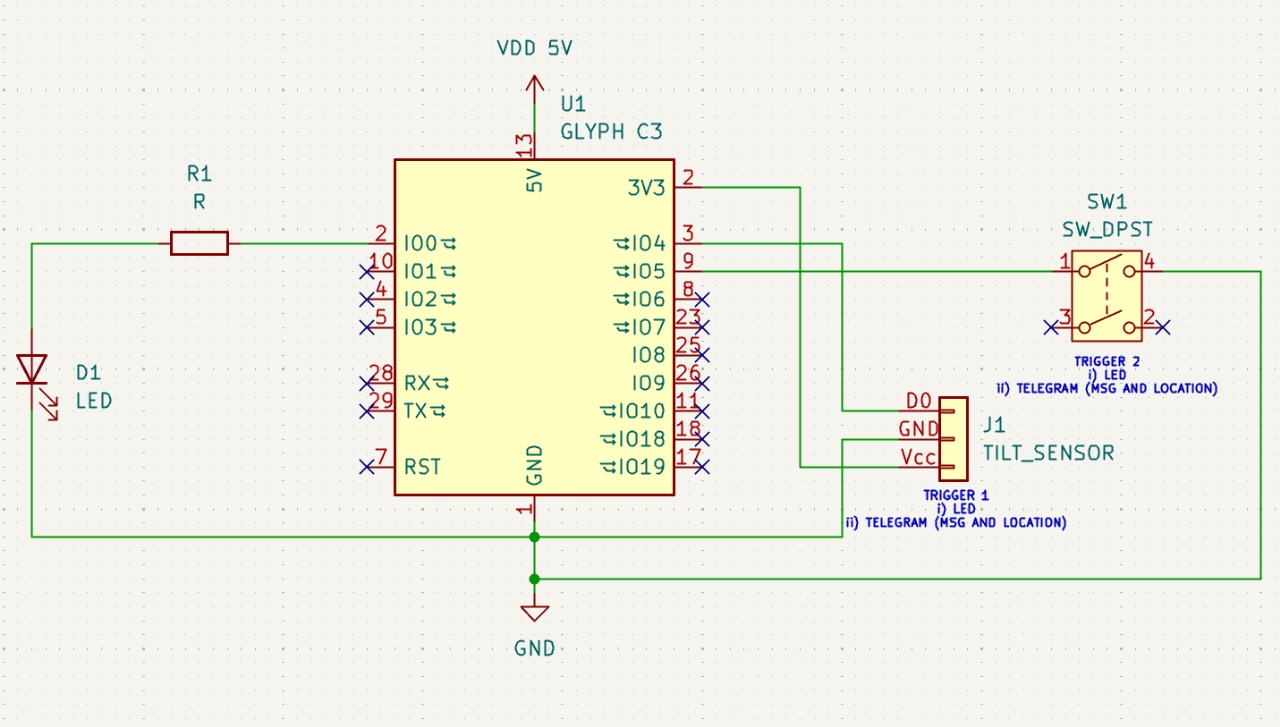 VDD 5V
U1
GLYPH C3
13
5V
R1
R
2
IO0
10
IO1
4
IO2
5
IO3
28
RX
29
TX
7
RST
GND
1
3V3
2
IO4
3
IO5
9
IO6
8
IO7
23
IO8
25
IO9
26
IO10
11
IO18
18
IO19
17
D1
LED
SW1
SW_DPST
1
4
3
2
TRIGGER 2
i) LED
ii) TELEGRAM (MSG AND LOCATION)
DO
GND
Vcc
J1
TILT_SENSOR
TRIGGER 1
i) LED
ii) TELEGRAM (MSG AND LOCATION)
GND